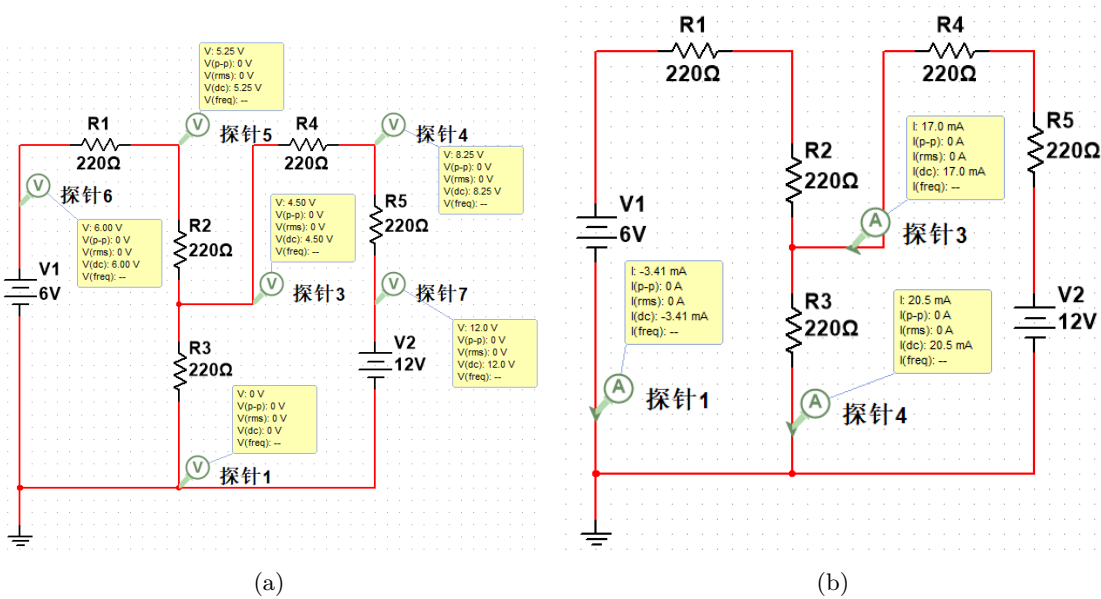 V: 5.25 V
V(p-p): 0 V
V(rms): 0 V
V(dc): 5.25 V
V(freq): --
R1
220Ω
探针5
R4
220Ω
探针4
V: 8.25 V
V(p-p): 0 V
V(rms): 0 V
V(dc): 8.25 V
V(freq): --
V
V
V
探针6
V: 6.00 V
V(p-p): 0 V
V(rms): 0 V
V(dc): 6.00 V
V(freq): --
R2
220Ω
V: 4.50 V
V(p-p): 0 V
V(rms): 0 V
V(dc): 4.50 V
V(freq): --
R5
220Ω
V1
6V
V
探针3
V
探针7
V: 12.0 V
V(p-p): 0 V
V(rms): 0 V
V(dc): 12.0 V
V(freq): --
R3
220Ω
V2
12V
V: 0 V
V(p-p): 0 V
V(rms): 0 V
V(dc): 0 V
V(freq): --
V
探针1
(a)
R1
220Ω
R4
220Ω
R5
220Ω
R2
220Ω
I: 17.0 mA
I(p-p): 0 A
I(rms): 0 A
I(dc): 17.0 mA
I(freq): --
A
探针3
V1
6V
I: -3.41 mA
I(p-p): 0 A
I(rms): 0 A
I(dc): -3.41 mA
I(freq): --
R3
220Ω
I: 20.5 mA
I(p-p): 0 A
I(rms): 0 A
I(dc): 20.5 mA
I(freq): --
V2
12V
A
探针1
A
探针4
(b)